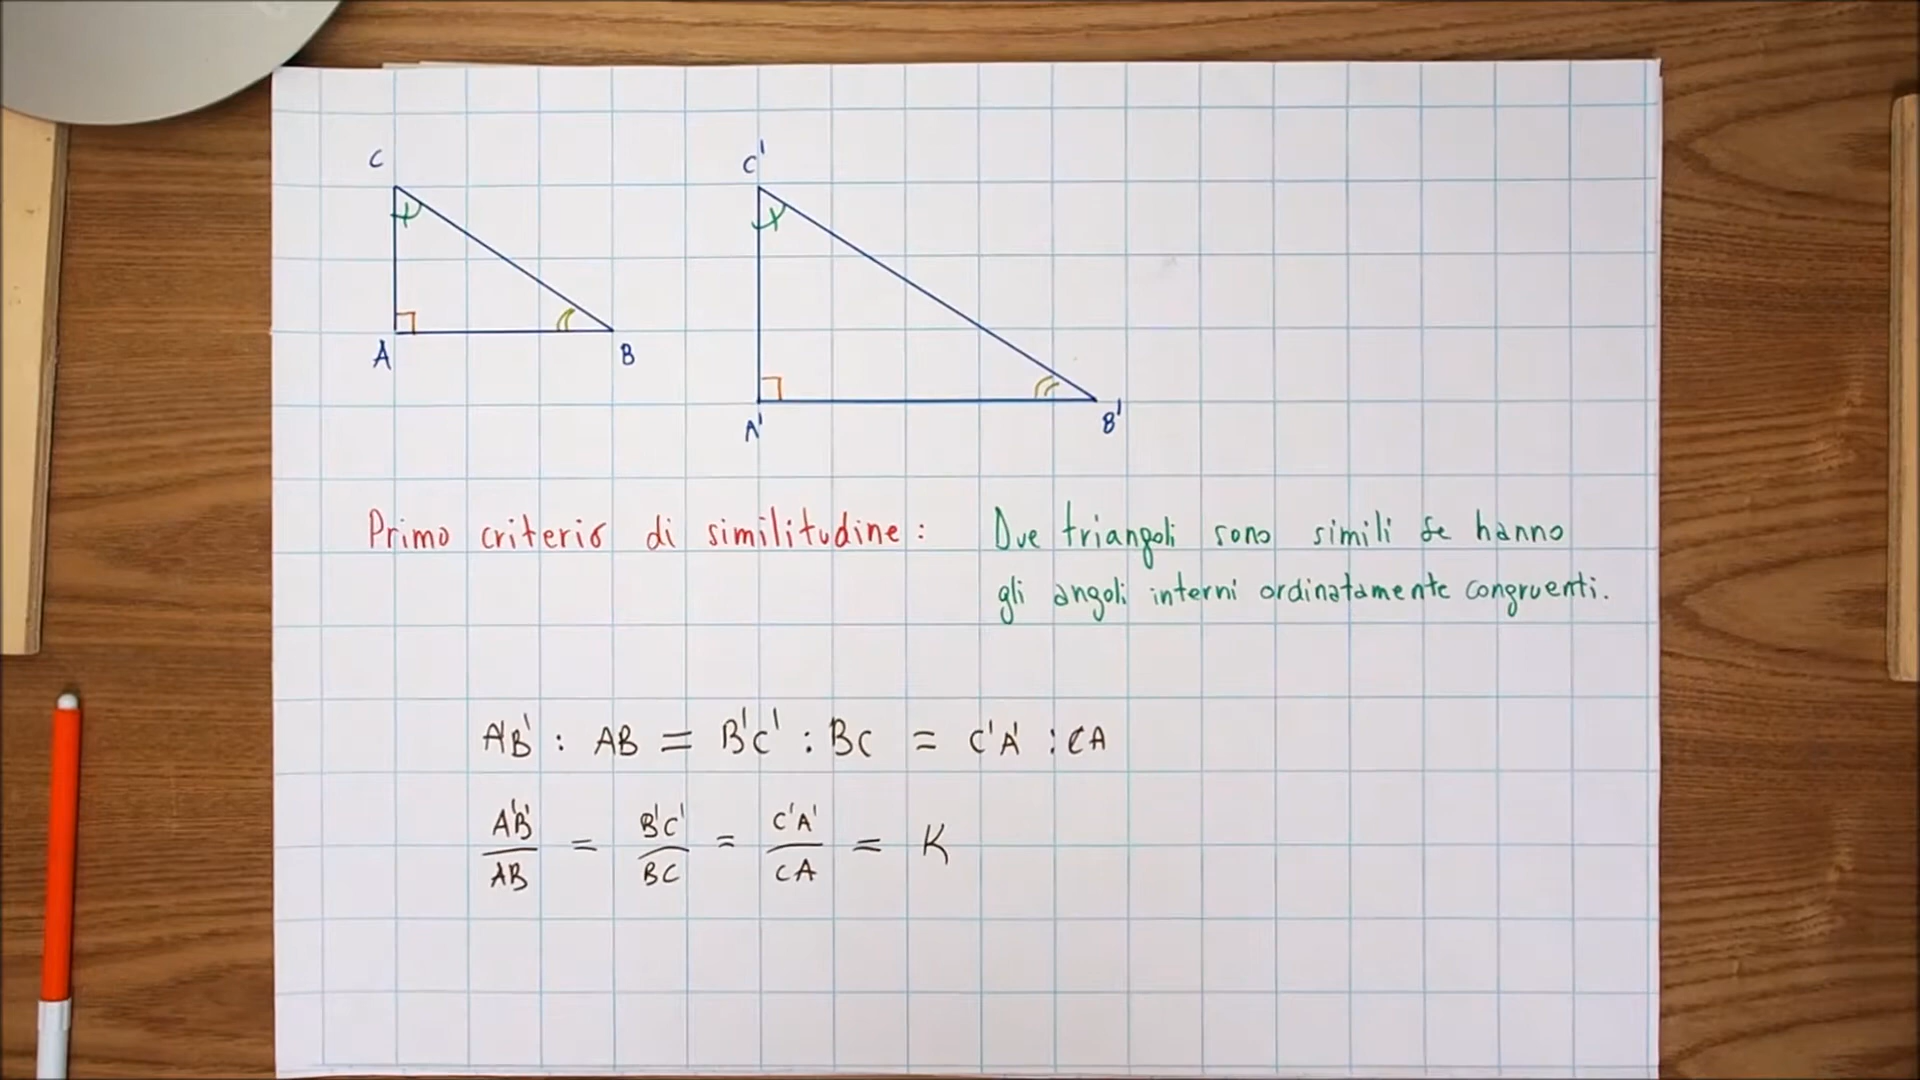 C
C'
A
B
A'
B'
Primo criterio di similitudine: Due triangoli sono simili se hanno
gli angoli interni ordinatamente congruenti.
A'B' : AB = B'C' : BC = C'A' : CA
A'B'/AB = B'C'/BC = C'A'/CA = K